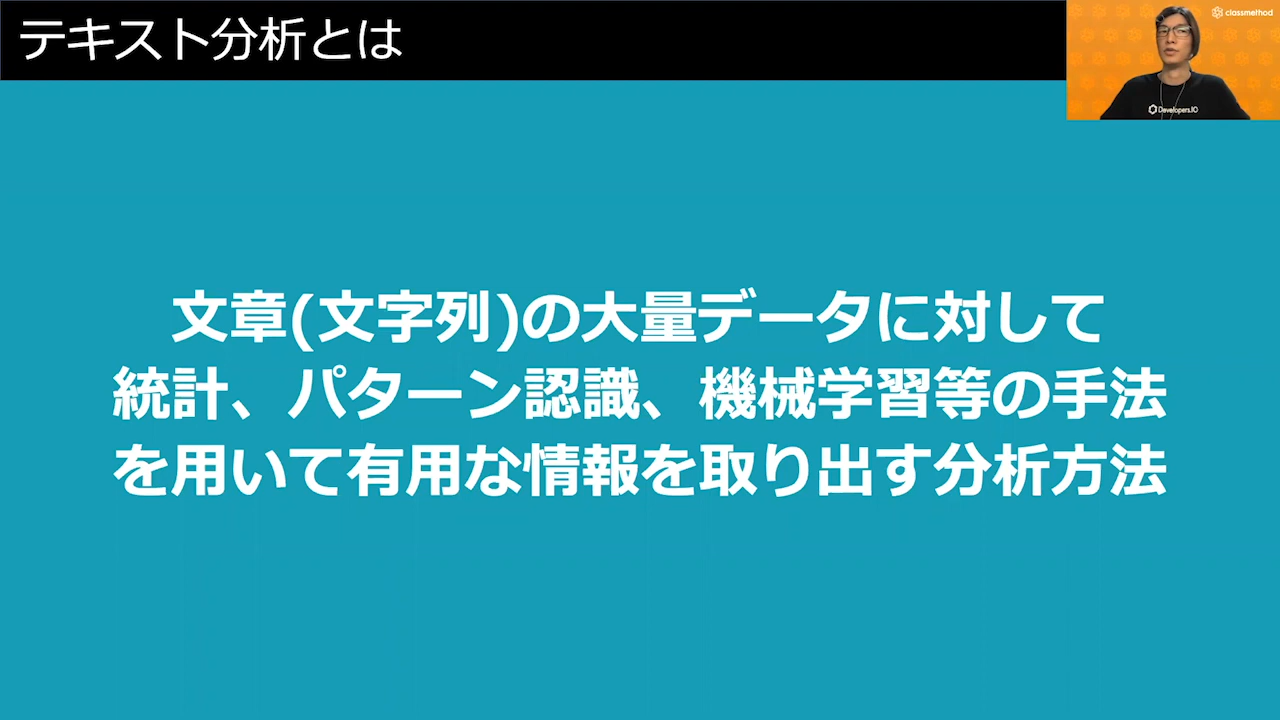 テキスト分析とは
classmethod
Developers.IO
文章(文字列)の大量データに対して
統計、パターン認識、機械学習等の手法
を用いて有用な情報を取り出す分析方法